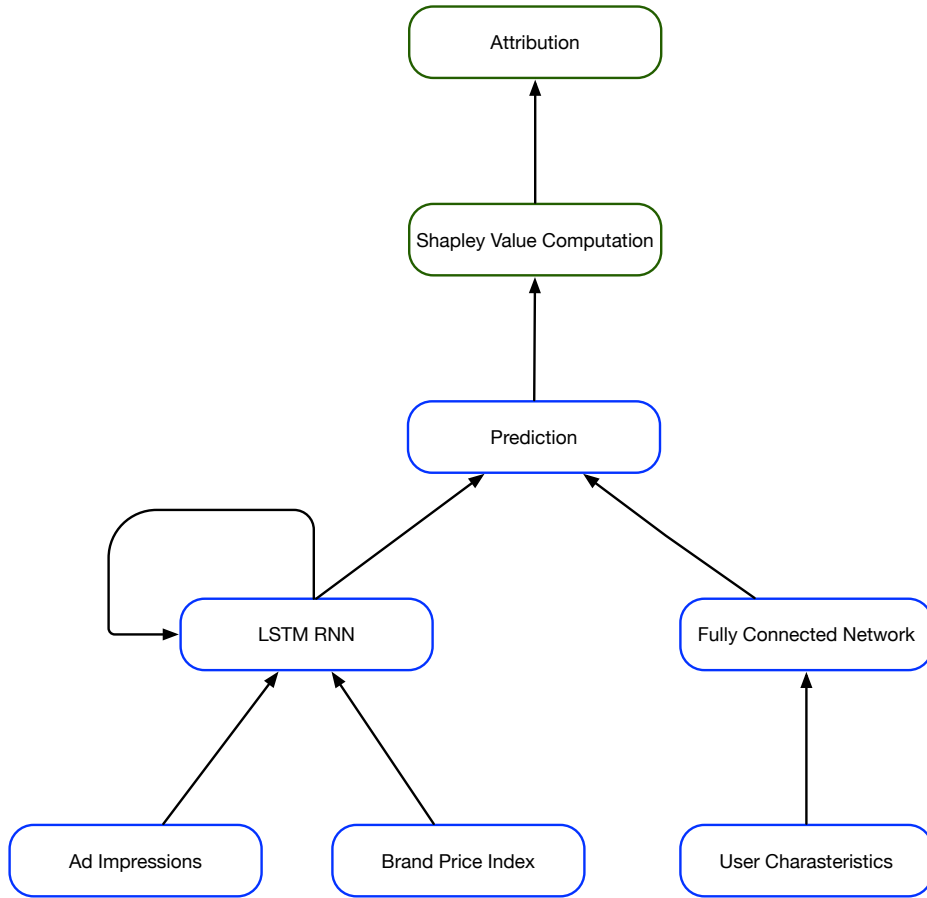 Attribution
Shapley Value Computation
Prediction
LSTM RNN
Fully Connected Network
Ad Impressions
Brand Price Index
User Charasteristics